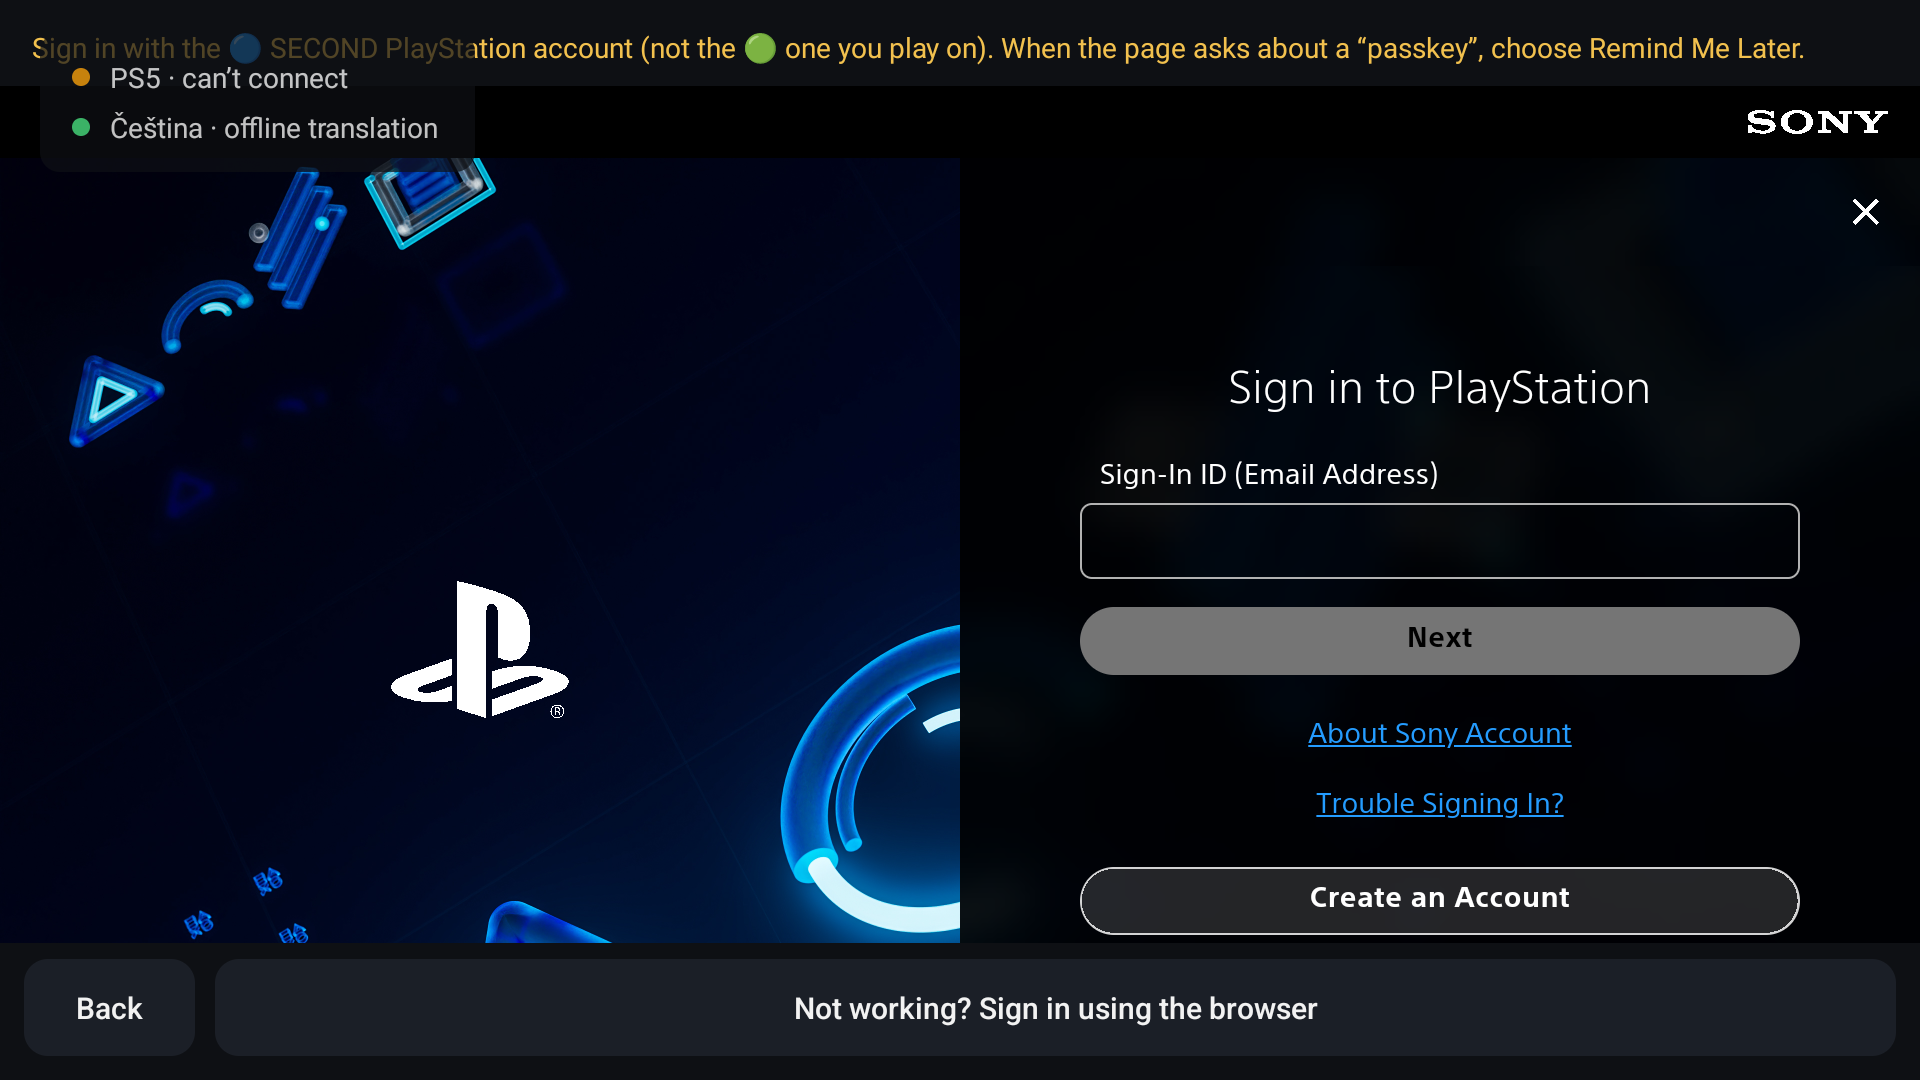 Sign in with the 🔵 SECOND PlayStation account (not the 🟢 one you play on). When the page asks about a “passkey”, choose Remind Me Later.
PS5 · can’t connect
Čeština · offline translation
SONY
Sign in to PlayStation
Sign-In ID (Email Address)
Next
About Sony Account
Trouble Signing In?
Create an Account
Back
Not working? Sign in using the browser